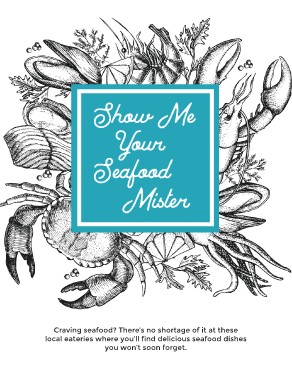 Show Me
Your
Seafood
Mister
Craving seafood? There's no shortage of it at these
local eateries where you'll find delicious seafood dishes
you won't soon forget.